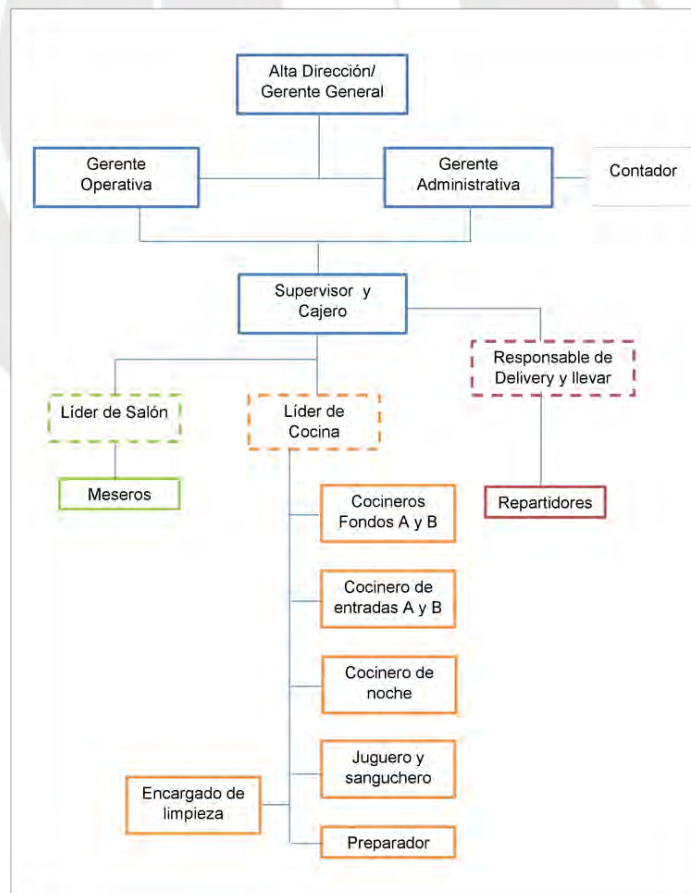 Alta Dirección/
Gerente General
Gerente
Operativa
Gerente
Administrativa
Contador
Supervisor y
Cajero
Responsable de
Delivery y llevar
Líder de Salón
Líder de
Cocina
Meseros
Cocineros
Fondos A y B
Repartidores
Cocinero de
entradas A y B
Cocinero de
noche
Juguero y
sanguchero
Encargado de
limpieza
Preparador